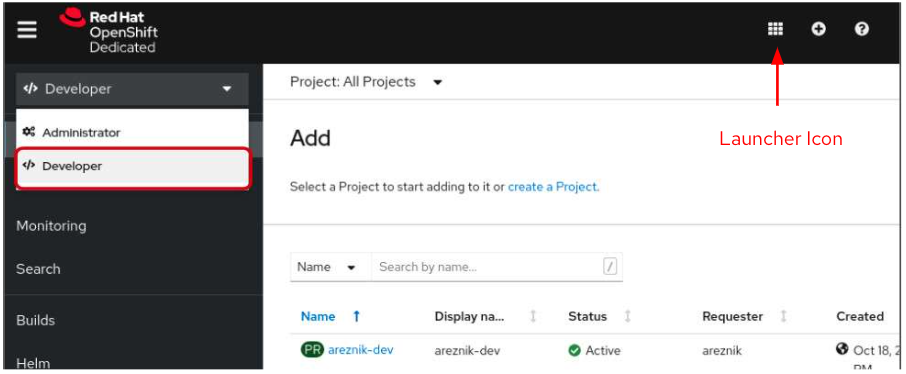 Red Hat
OpenShift
Dedicated
</> Developer
Project: All Projects
Administrator
</> Developer
Launcher Icon
Add
Select a Project to start adding to it or create a Project.
Monitoring
Search
Name
Search by name...
/
Builds
Name
Display na...
Status
Requester
Created
PR areznik-dev
areznik-dev
Active
areznik
Oct 18, 2
PM
Helm